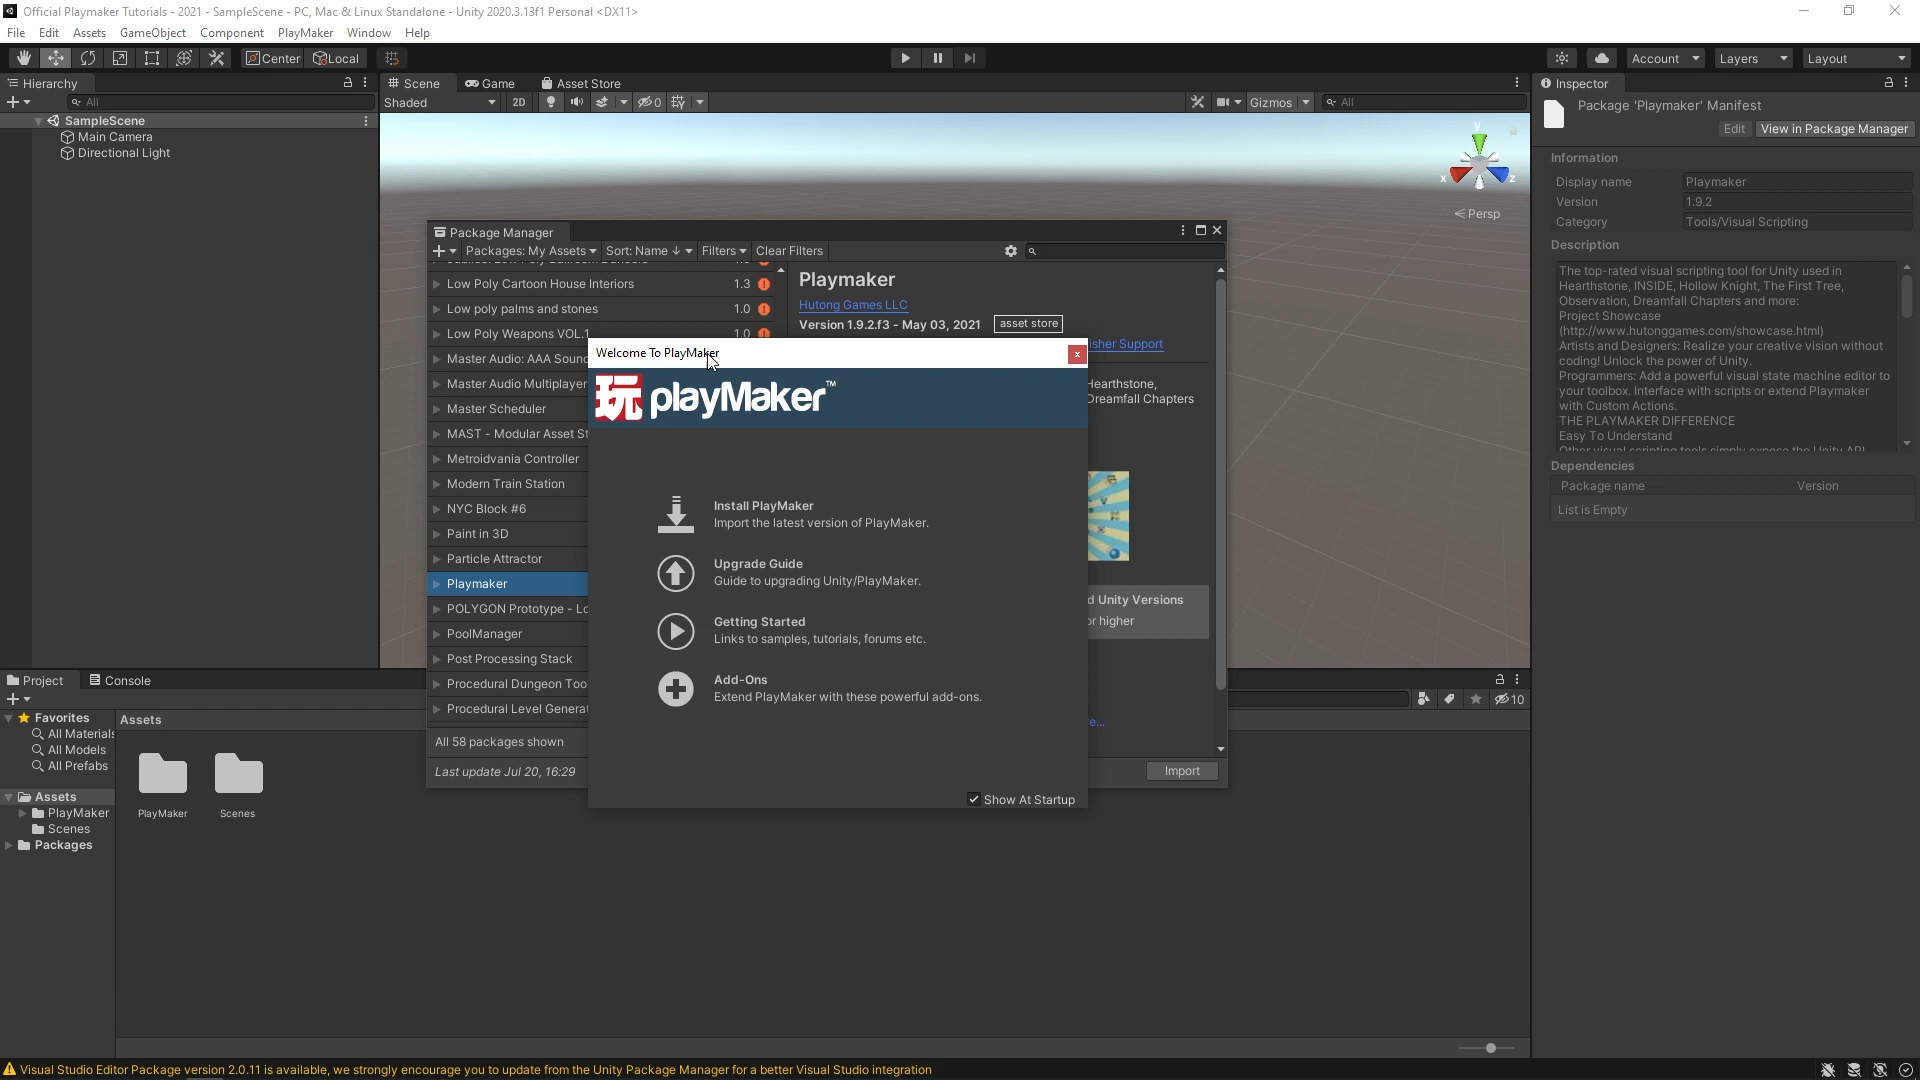 Official Playmaker Tutorials - 2021 - SampleScene - PC, Mac & Linux Standalone - Unity 2020.3.13f1 Personal <DX11>
File Edit Assets GameObject Component PlayMaker Window Help
Center Local
Account Layers Layout
Hierarchy
All
SampleScene
Main Camera
Directional Light
Scene Game Asset Store
Shaded 2D 0 Gizmos All
y
x z
Persp
Package Manager
Packages: My Assets Sort: Name ↓ Filters Clear Filters
Low Poly Cartoon House Interiors 1.3
Low poly palms and stones 1.0
Low Poly Weapons VOL.1 1.0
Master Audio: AAA Soun
Master Audio Multiplayer
Master Scheduler
MAST - Modular Asset St
Metroidvania Controller
Modern Train Station
NYC Block #6
Paint in 3D
Particle Attractor
Playmaker
POLYGON Prototype - Lo
PoolManager
Post Processing Stack
Procedural Dungeon Too
Procedural Level Generat
All 58 packages shown
Last update Jul 20, 16:29
Playmaker
Hutong Games LLC
Version 1.9.2.f3 - May 03, 2021 asset store
isher Support
Hearthstone,
Dreamfall Chapters
d Unity Versions
or higher
e...
Import
Welcome To PlayMaker
x
玩 playMaker™
Install PlayMaker
Import the latest version of PlayMaker.
Upgrade Guide
Guide to upgrading Unity/PlayMaker.
Getting Started
Links to samples, tutorials, forums etc.
Add-Ons
Extend PlayMaker with these powerful add-ons.
Show At Startup
Inspector
Package 'Playmaker' Manifest
Edit View in Package Manager
Information
Display name Playmaker
Version 1.9.2
Category Tools/Visual Scripting
Description
The top-rated visual scripting tool for Unity used in
Hearthstone, INSIDE, Hollow Knight, The First Tree,
Observation, Dreamfall Chapters and more:
Project Showcase
(http://www.hutonggames.com/showcase.html)
Artists and Designers: Realize your creative vision without
coding! Unlock the power of Unity.
Programmers: Add a powerful visual state machine editor to
your toolbox. Interface with scripts or extend Playmaker
with Custom Actions.
THE PLAYMAKER DIFFERENCE
Easy To Understand
Other visual scripting tools simply expose the Unity API
Dependencies
Package name Version
List is Empty
Project Console
10
Favorites
All Materials
All Models
All Prefabs
Assets
PlayMaker
Scenes
Packages
Assets
PlayMaker
Scenes
Visual Studio Editor Package version 2.0.11 is available, we strongly encourage you to update from the Unity Package Manager for a better Visual Studio integration